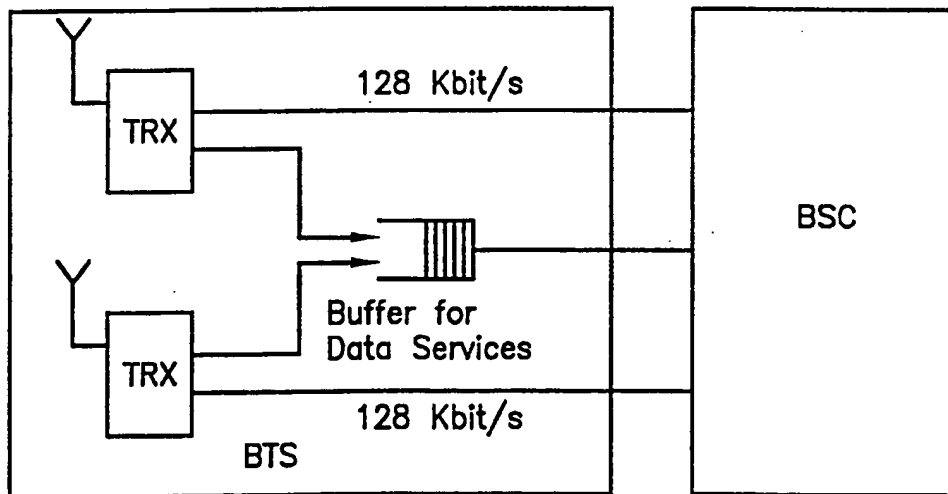 128 Kbit/s
TRX
BSC
Buffer for
Data Services
TRX
128 Kbit/s
BTS